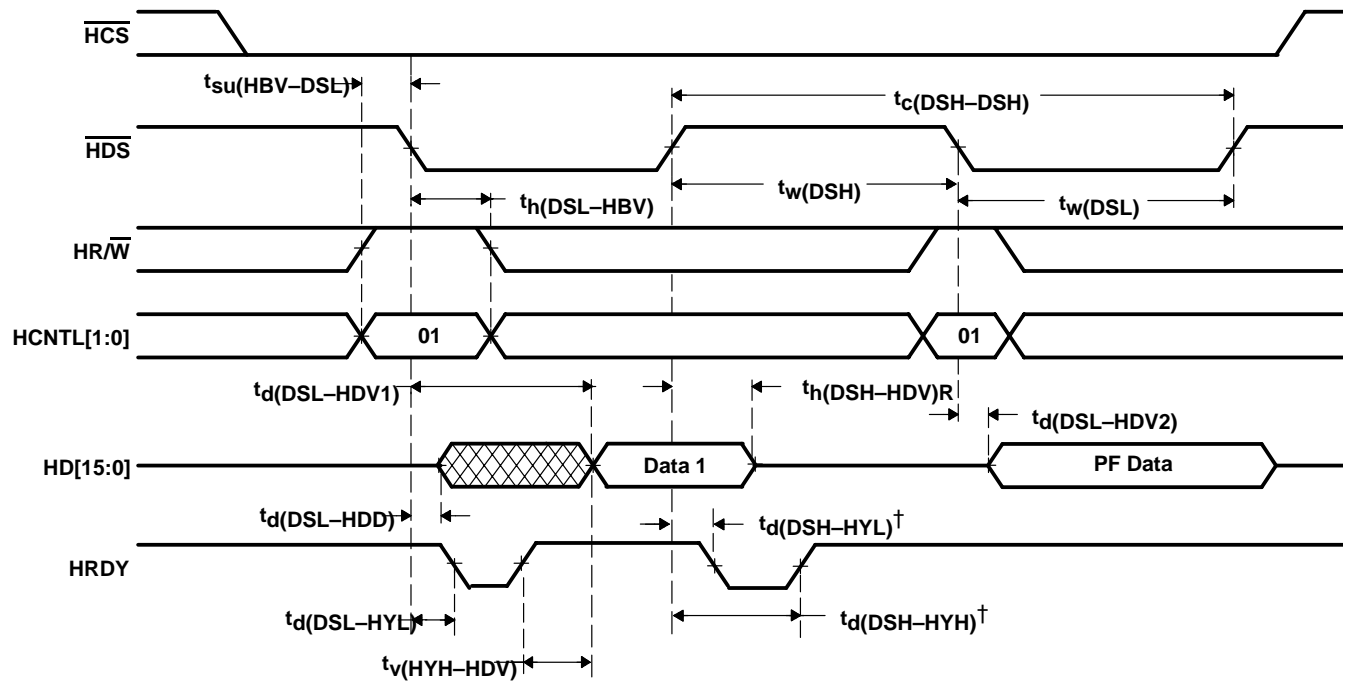 HCS
tsu(HBV–DSL)
tc(DSH–DSH)
HDS
tw(DSH)
tw(DSL)
th(DSL–HBV)
HR/W
HCNTL[1:0]
01
01
td(DSL–HDV1)
th(DSH–HDV)R
td(DSL–HDV2)
HD[15:0]
Data 1
PF Data
td(DSL–HDD)
td(DSH–HYL)†
HRDY
td(DSL–HYL)
td(DSH–HYH)†
tv(HYH–HDV)